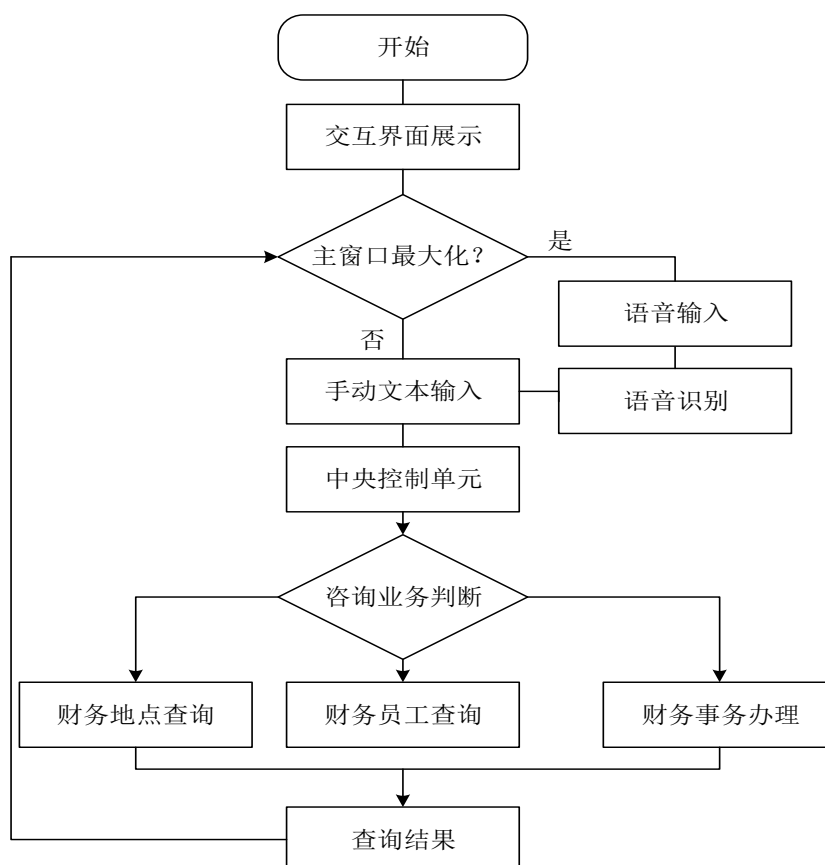 开始
交互界面展示
主窗口最大化？
是
语音输入
否
手动文本输入
语音识别
中央控制单元
咨询业务判断
财务地点查询
财务员工查询
财务事务办理
查询结果